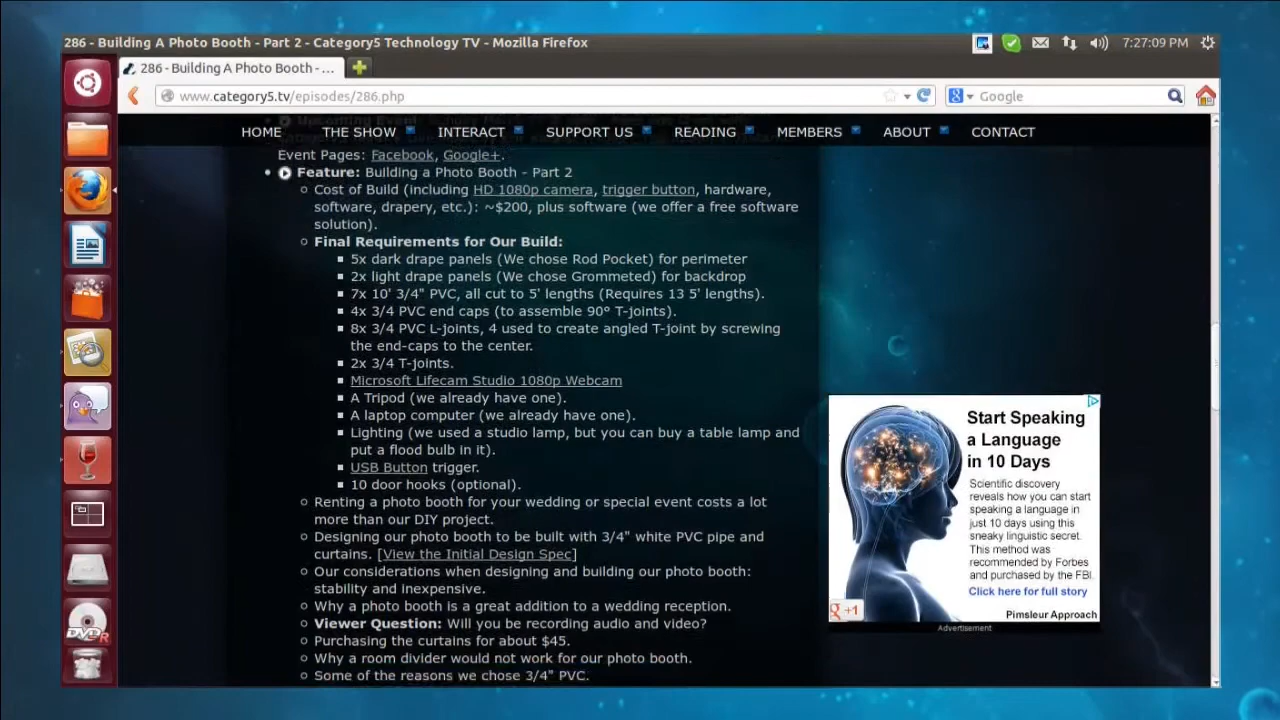 286 - Building A Photo Booth - Part 2 - Category5 Technology TV - Mozilla Firefox
7:27:09 PM
286 - Building A Photo Booth - ...
www.category5.tv/episodes/286.php
Google
HOME THE SHOW INTERACT SUPPORT US READING MEMBERS ABOUT CONTACT
Event Pages: Facebook, Google+.
Feature: Building a Photo Booth - Part 2
Cost of Build (including HD 1080p camera, trigger button, hardware,
software, drapery, etc.): ~$200, plus software (we offer a free software
solution).
Final Requirements for Our Build:
5x dark drape panels (We chose Rod Pocket) for perimeter
2x light drape panels (We chose Grommeted) for backdrop
7x 10' 3/4" PVC, all cut to 5' lengths (Requires 13 5' lengths).
4x 3/4 PVC end caps (to assemble 90° T-joints).
8x 3/4 PVC L-joints, 4 used to create angled T-joint by screwing
the end-caps to the center.
2x 3/4 T-joints.
Microsoft Lifecam Studio 1080p Webcam
A Tripod (we already have one).
A laptop computer (we already have one).
Lighting (we used a studio lamp, but you can buy a table lamp and
put a flood bulb in it).
USB Button trigger.
10 door hooks (optional).
Renting a photo booth for your wedding or special event costs a lot
more than our DIY project.
Designing our photo booth to be built with 3/4" white PVC pipe and
curtains. [View the Initial Design Spec]
Our considerations when designing and building our photo booth:
stability and inexpensive.
Why a photo booth is a great addition to a wedding reception.
Viewer Question: Will you be recording audio and video?
Purchasing the curtains for about $45.
Why a room divider would not work for our photo booth.
Some of the reasons we chose 3/4" PVC.
Start Speaking
a Language
in 10 Days
Scientific discovery
reveals how you can start
speaking a language in
just 10 days using this
sneaky linguistic secret.
This method was
recommended by Forbes
and purchased by the FBI.
Click here for full story
g +1
Pimsleur Approach
Advertisement
DVD R